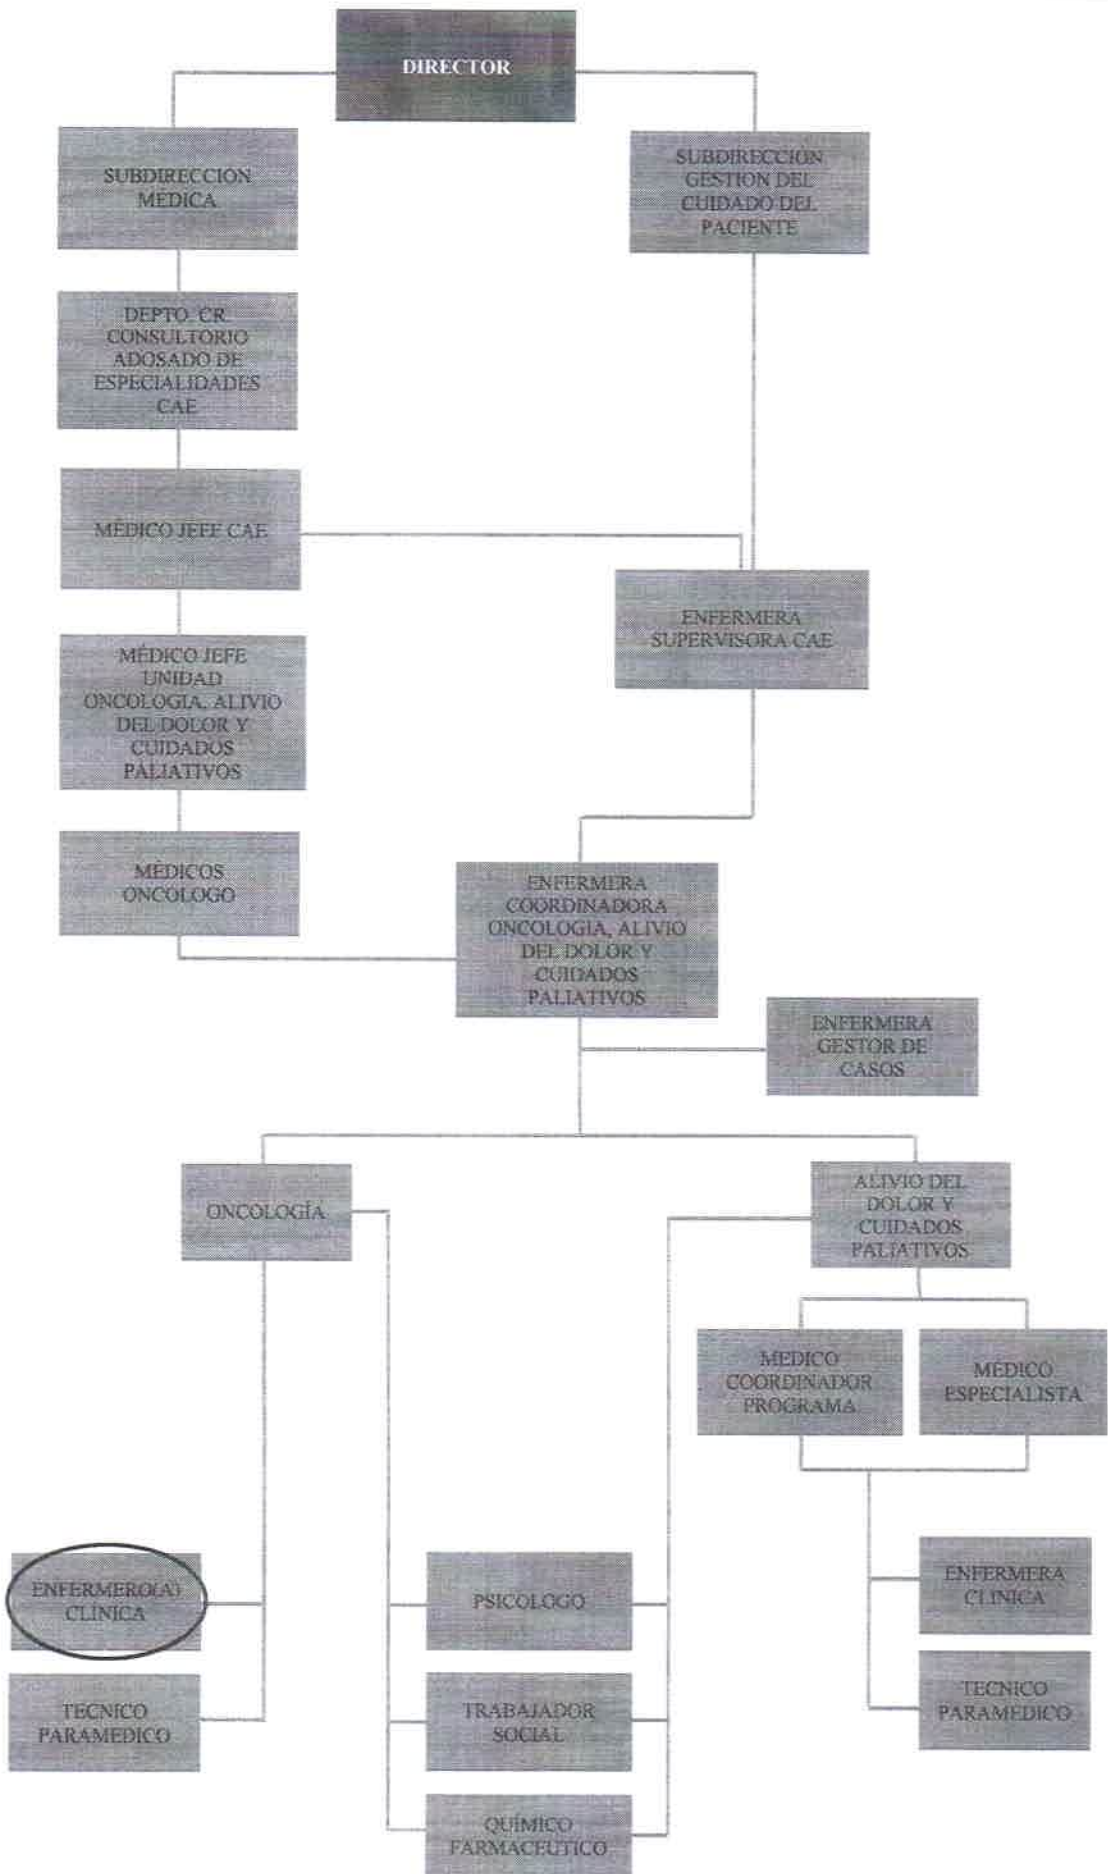 DIRECTOR
SUBDIRECCIÓN
MÉDICA
SUBDIRECCIÓN
GESTION DEL
CUIDADO DEL
PACIENTE
DEPTO. CR.
CONSULTORIO
ADOSADO DE
ESPECIALIDADES
CAE
MÉDICO JEFE CAE
ENFERMERA
SUPERVISORA CAE
MÉDICO JEFE
UNIDAD
ONCOLOGIA, ALIVIO
DEL DOLOR Y
CUIDADOS
PALIATIVOS
MÉDICOS
ONCOLOGO
ENFERMERA
COORDINADORA
ONCOLOGIA, ALIVIO
DEL DOLOR Y
CUIDADOS
PALIATIVOS
ENFERMERA
GESTOR DE
CASOS
ONCOLOGÍA
ALIVIO DEL
DOLOR Y
CUIDADOS
PALIATIVOS
MEDICO
COORDINADOR
PROGRAMA
MÉDICO
ESPECIALISTA
ENFERMERO(A)
CLÍNICA
PSICOLOGO
ENFERMERA
CLINICA
TECNICO
PARAMEDICO
TRABAJADOR
SOCIAL
TECNICO
PARAMEDICO
QUÍMICO
FARMACEUTICO